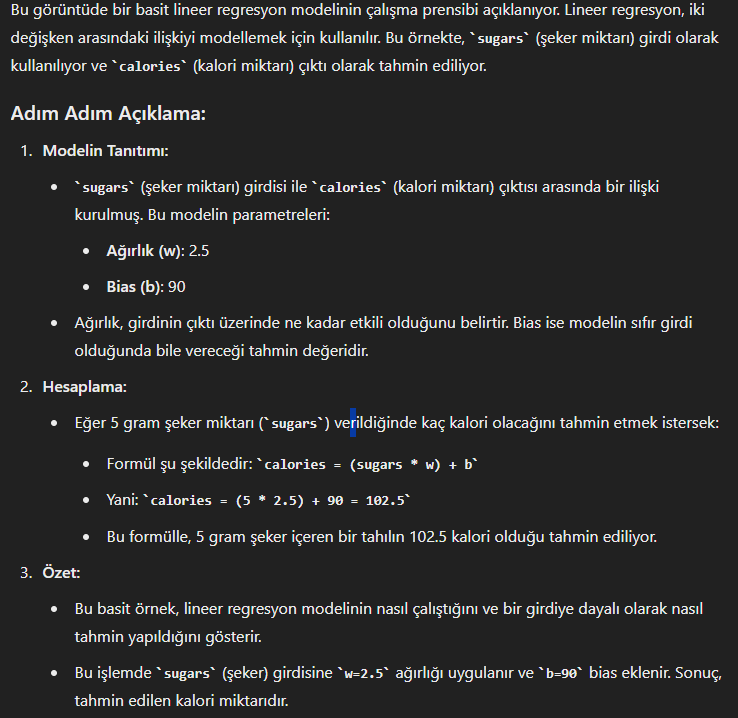 Bu görüntüde bir basit lineer regresyon modelinin çalışma prensibi açıklanıyor. Lineer regresyon, iki
değişken arasındaki ilişkiyi modellemek için kullanılır. Bu örnekte, `sugars` (şeker miktarı) girdi olarak
kullanılıyor ve `calories` (kalori miktarı) çıktı olarak tahmin ediliyor.
Adım Adım Açıklama:
1. Modelin Tanıtımı:
• `sugars` (şeker miktarı) girdisi ile `calories` (kalori miktarı) çıktısı arasında bir ilişki
kurulmuş. Bu modelin parametreleri:
• Ağırlık (w): 2.5
• Bias (b): 90
• Ağırlık, girdinin çıktı üzerinde ne kadar etkili olduğunu belirtir. Bias ise modelin sıfır girdi
olduğunda bile vereceği tahmin değeridir.
2. Hesaplama:
• Eğer 5 gram şeker miktarı (`sugars`) verildiğinde kaç kalori olacağını tahmin etmek istersek:
• Formül şu şekildedir: `calories = (sugars * w) + b`
• Yani: `calories = (5 * 2.5) + 90 = 102.5`
• Bu formülle, 5 gram şeker içeren bir tahılın 102.5 kalori olduğu tahmin ediliyor.
3. Özet:
• Bu basit örnek, lineer regresyon modelinin nasıl çalıştığını ve bir girdiye dayalı olarak nasıl
tahmin yapıldığını gösterir.
• Bu işlemde `sugars` (şeker) girdisine `w=2.5` ağırlığı uygulanır ve `b=90` bias eklenir. Sonuç,
tahmin edilen kalori miktarıdır.